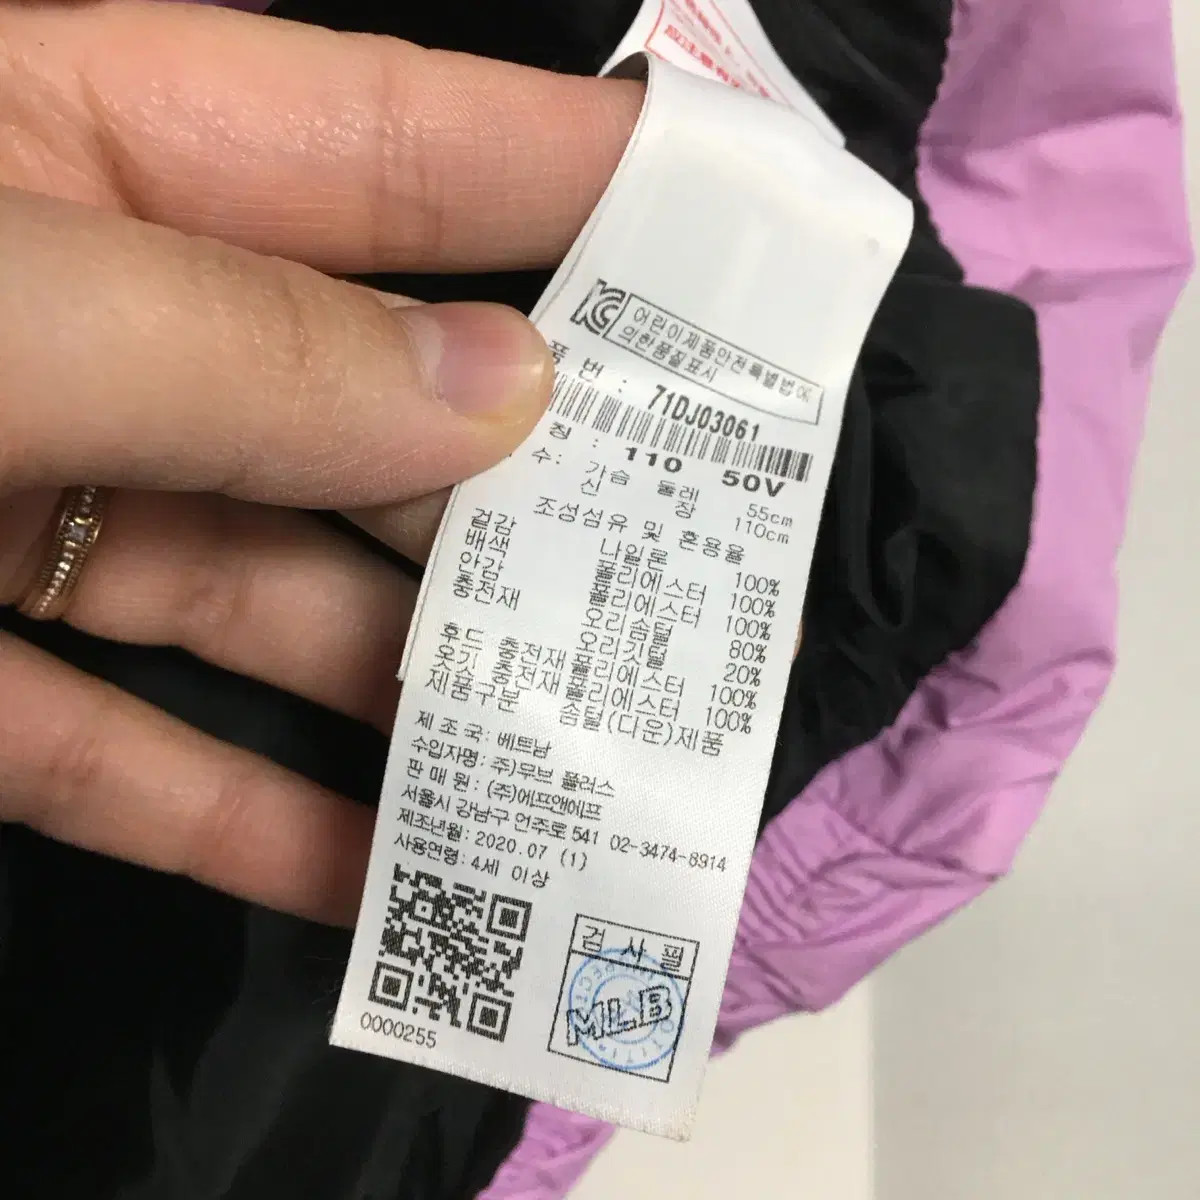 应注意有
KC 어린이제품안전특별법에
의한품질표시
품 번 : 71DJ03061
칭 : 110 50V
수: 가슴 둘레 55cm
신 장 110cm
조성섬유 및 혼용율
겉감 나일론 100%
배색 폴리에스터 100%
안감 폴리에스터 100%
충전재 오리솜털 80%
오리깃털 20%
후드 충전재 폴리에스터 100%
옷깃 충전재 폴리에스터 100%
제품구분 솜털(다운)제품
제 조 국: 베트남
수입자명: 주)무브 플러스
판 매 원: (주)에프앤에프
서울시 강남구 언주로 541 02-3474-8914
제조년월: 2020.07 (1)
사용연령: 4세 이상
0000255
검 사 필
MLB